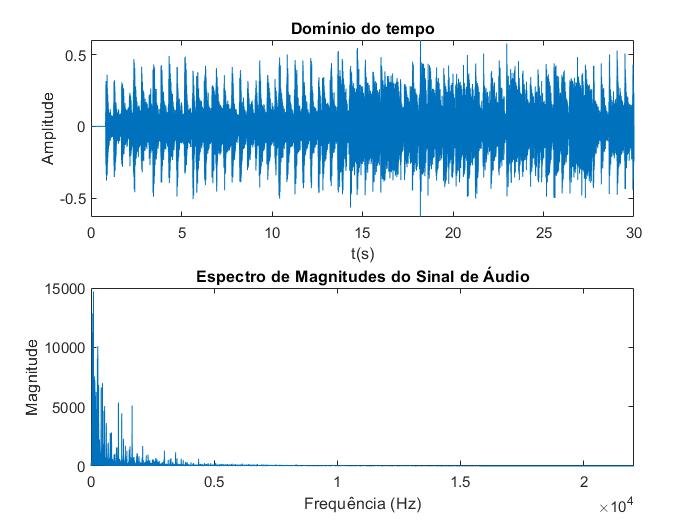 Domínio do tempo
0.5
0
-0.5
Amplitude
0 5 10 15 20 25 30
t(s)
Espectro de Magnitudes do Sinal de Áudio
15000
10000
5000
0
Magnitude
0 0.5 1 1.5 2
Frequência (Hz)
×10⁴